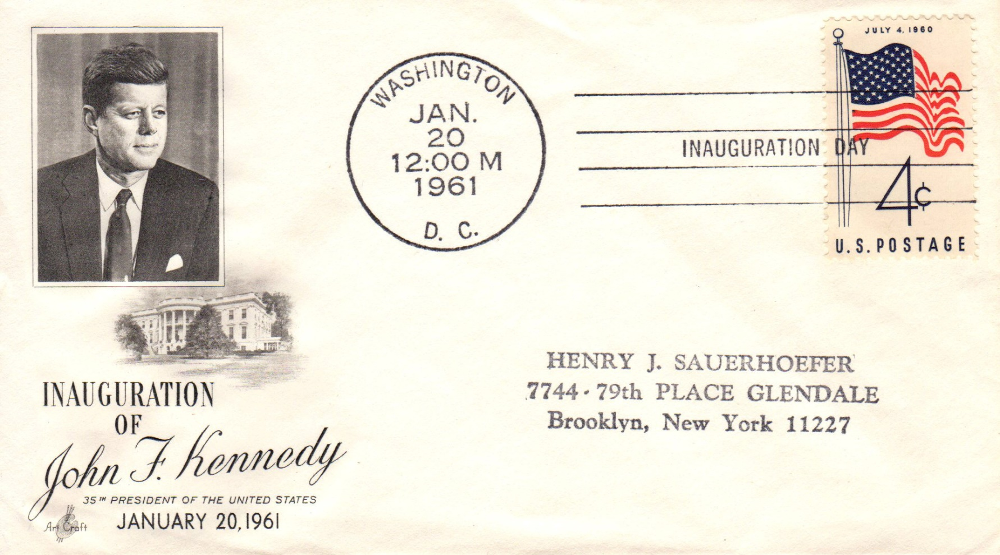 WASHINGTON
JAN.
20
12:00 M
1961
D. C.
INAUGURATION DAY
JULY 4, 1960
4¢
U.S. POSTAGE
HENRY J. SAUERHOEFER
7744 · 79th PLACE GLENDALE
Brooklyn, New York 11227
INAUGURATION
OF
John F. Kennedy
35TH PRESIDENT OF THE UNITED STATES
JANUARY 20, 1961
Art Craft